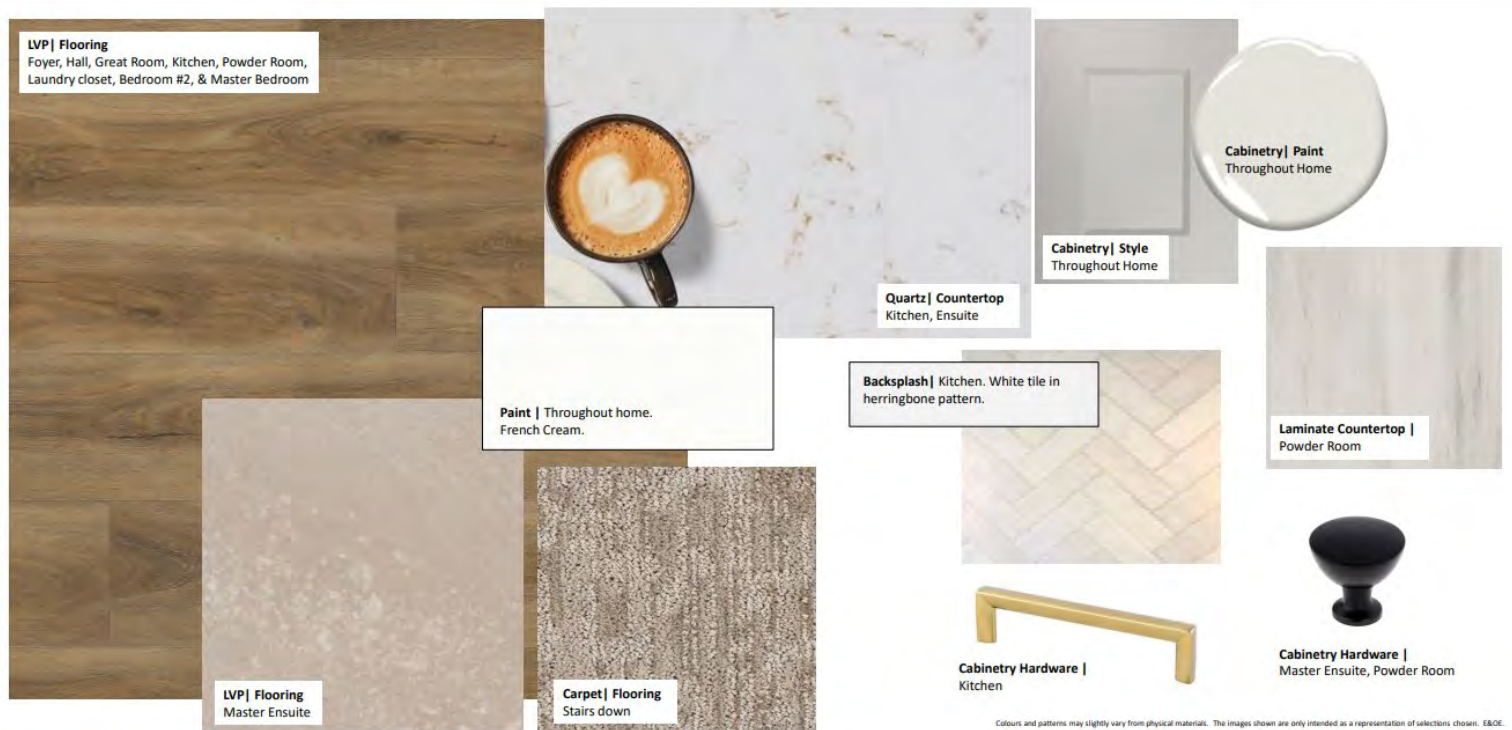 LVP| Flooring
Foyer, Hall, Great Room, Kitchen, Powder Room,
Laundry closet, Bedroom #2, & Master Bedroom
Cabinetry| Paint
Throughout Home
Cabinetry| Style
Throughout Home
Quartz| Countertop
Kitchen, Ensuite
Paint | Throughout home.
French Cream.
Backsplash| Kitchen. White tile in
herringbone pattern.
Laminate Countertop |
Powder Room
LVP| Flooring
Master Ensuite
Carpet| Flooring
Stairs down
Cabinetry Hardware |
Kitchen
Cabinetry Hardware |
Master Ensuite, Powder Room
Colours and patterns may slightly vary from physical materials. The images shown are only intended as a representation of selections chosen. E&OE.